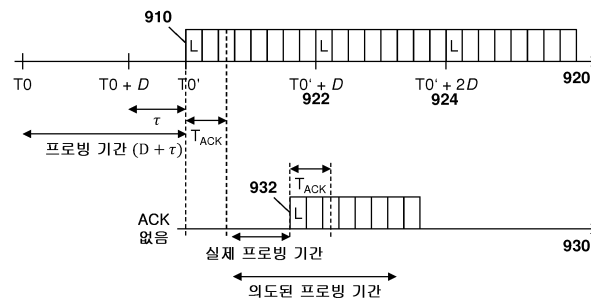 910
L L L
T0 T0 + D T0' T0' + D T0' + 2D 920
922 924
τ
T_ACK
프로빙 기간 (D + τ)
932 T_ACK
L
ACK
없음
930
실제 프로빙 기간
의도된 프로빙 기간